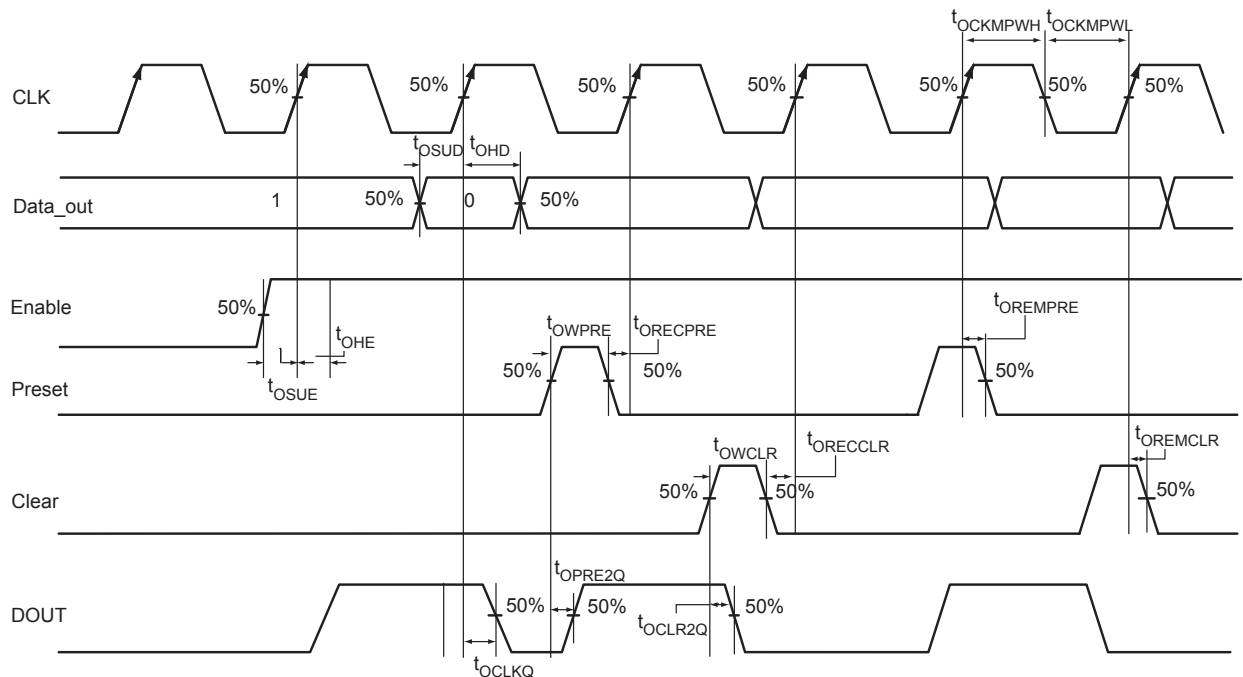 tOCKMPWH tOCKMPWL
CLK 50% 50% 50% 50% 50% 50% 50% 50%
tOSUD tOHD
Data_out 1 50% 0 50%
Enable 50%
tOHE
tOSUE
tOWPRE tORECPRE tOREMPRE
Preset 50% 50% 50%
tOWCLR tORECCLR tOREMCLR
Clear 50% 50% 50%
tOPRE2Q
DOUT 50% 50% 50%
tOCLR2Q
tOCLKQ